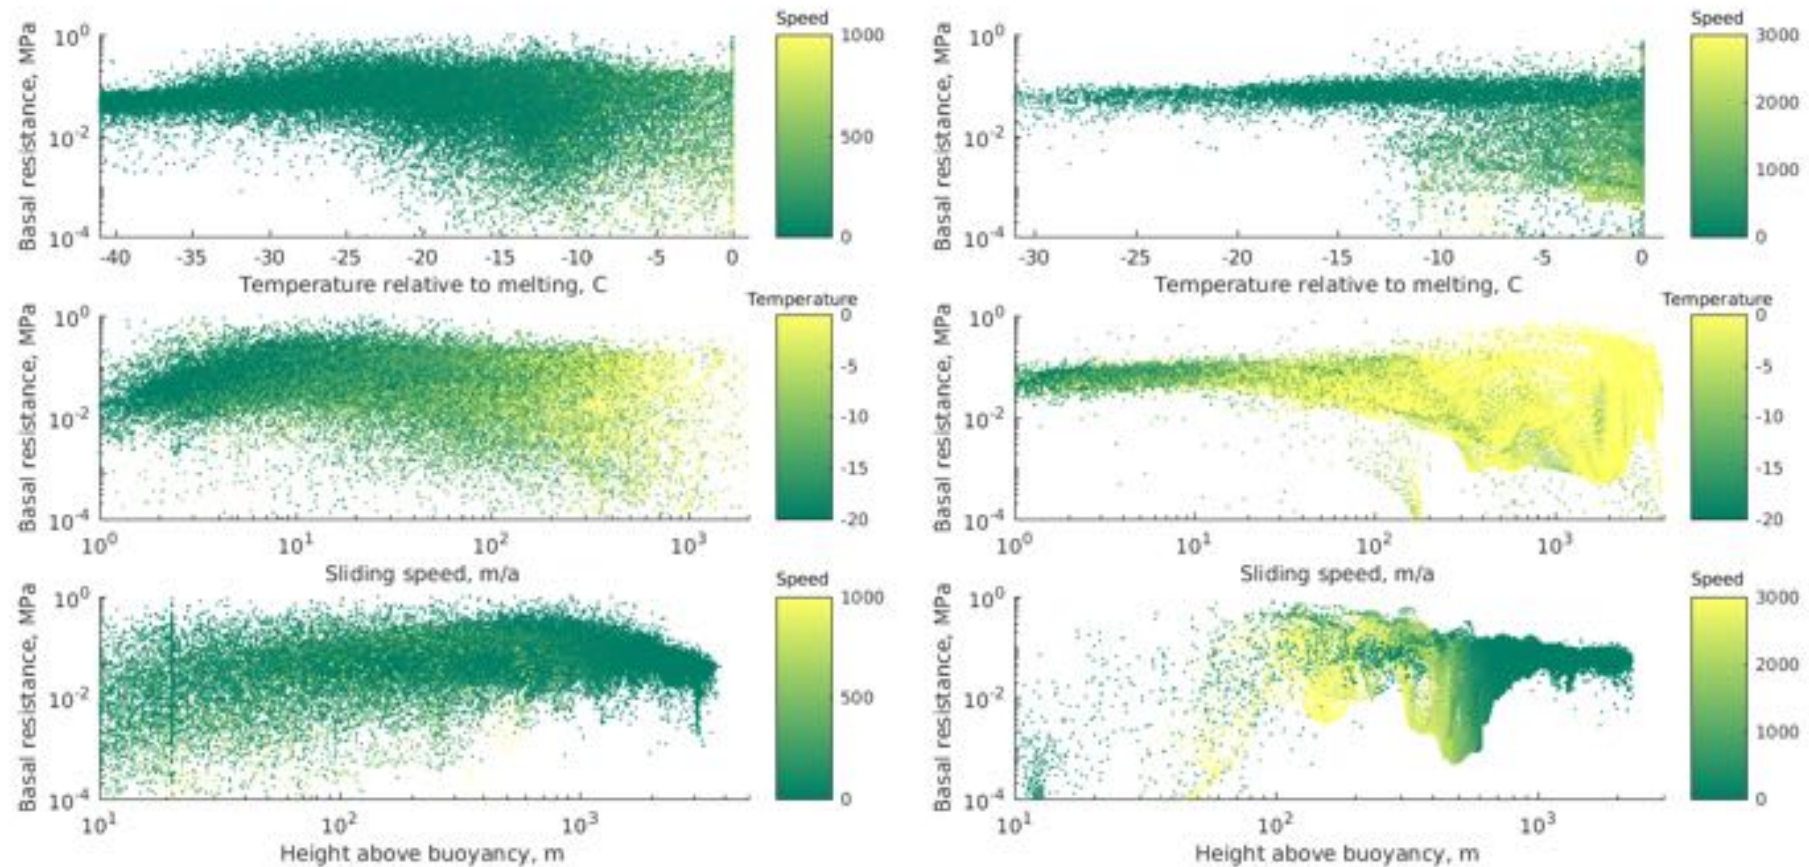 Speed
Basal resistance, MPa
10^0
10^-2
10^-4
-40 -35 -30 -25 -20 -15 -10 -5 0
Temperature relative to melting, C
1000
500
0
Speed
Basal resistance, MPa
10^0
10^-2
10^-4
-30 -25 -20 -15 -10 -5 0
Temperature relative to melting, C
3000
2000
1000
0
Temperature
Basal resistance, MPa
10^0
10^-2
10^-4
10^0 10^1 10^2 10^3
Sliding speed, m/a
0
-5
-10
-15
-20
Temperature
Basal resistance, MPa
10^0
10^-2
10^-4
10^0 10^1 10^2 10^3
Sliding speed, m/a
0
-5
-10
-15
-20
Speed
Basal resistance, MPa
10^0
10^-2
10^-4
10^1 10^2 10^3
Height above buoyancy, m
1000
500
0
Speed
Basal resistance, MPa
10^0
10^-2
10^-4
10^1 10^2 10^3
Height above buoyancy, m
3000
2000
1000
0